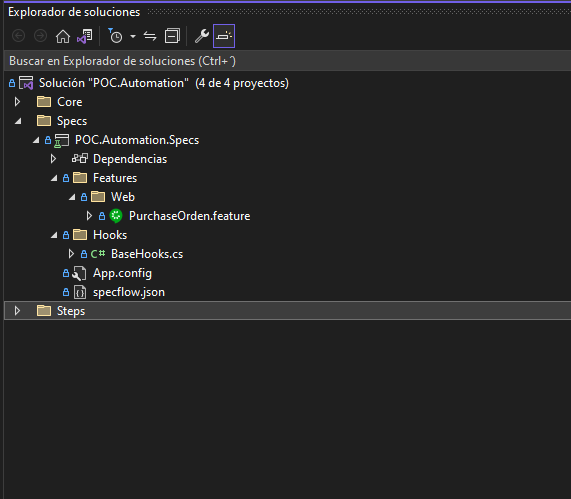 Explorador de soluciones
Buscar en Explorador de soluciones (Ctrl+´)
Solución "POC.Automation" (4 de 4 proyectos)
Core
Specs
POC.Automation.Specs
Dependencias
Features
Web
PurchaseOrden.feature
Hooks
C# BaseHooks.cs
App.config
specflow.json
Steps